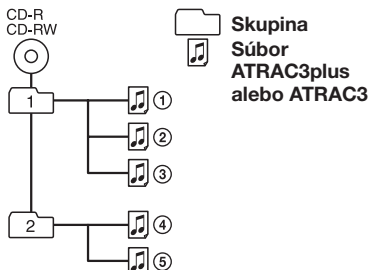 CD-R
CD-RW
Skupina
Súbor
ATRAC3plus
alebo ATRAC3
1
①
②
③
2
④
⑤